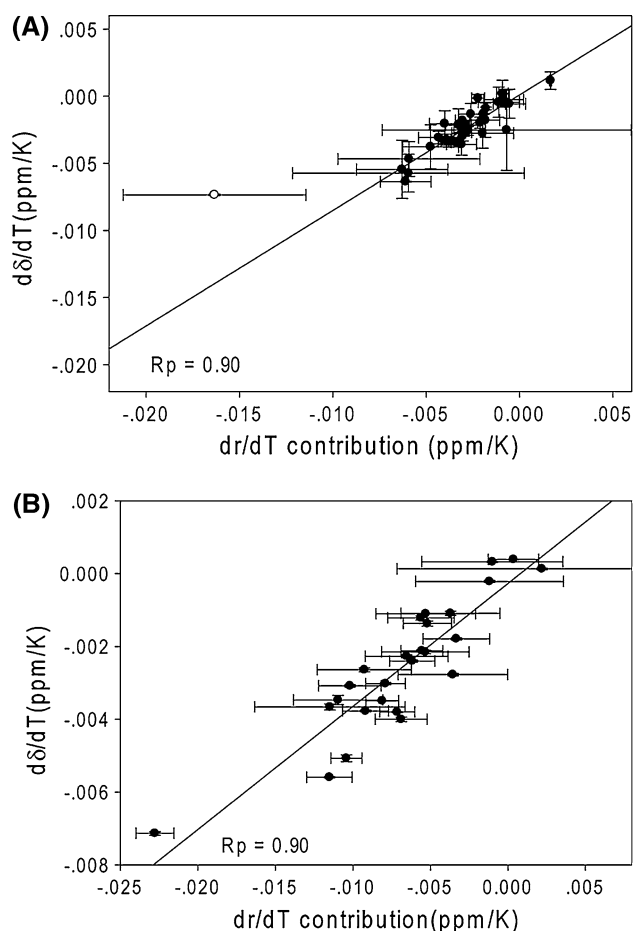 (A)
.005
.000
-.005
-.010
-.015
-.020
dδ/dT(ppm/K)
Rp = 0.90
-.020 -.015 -.010 -.005 0.000 .005
dr/dT contribution (ppm/K)
(B)
.002
0.000
-.002
-.004
-.006
-.008
dδ/dT(ppm/K)
Rp = 0.90
-.025 -.020 -.015 -.010 -.005 0.000 .005
dr/dT contribution(ppm/K)